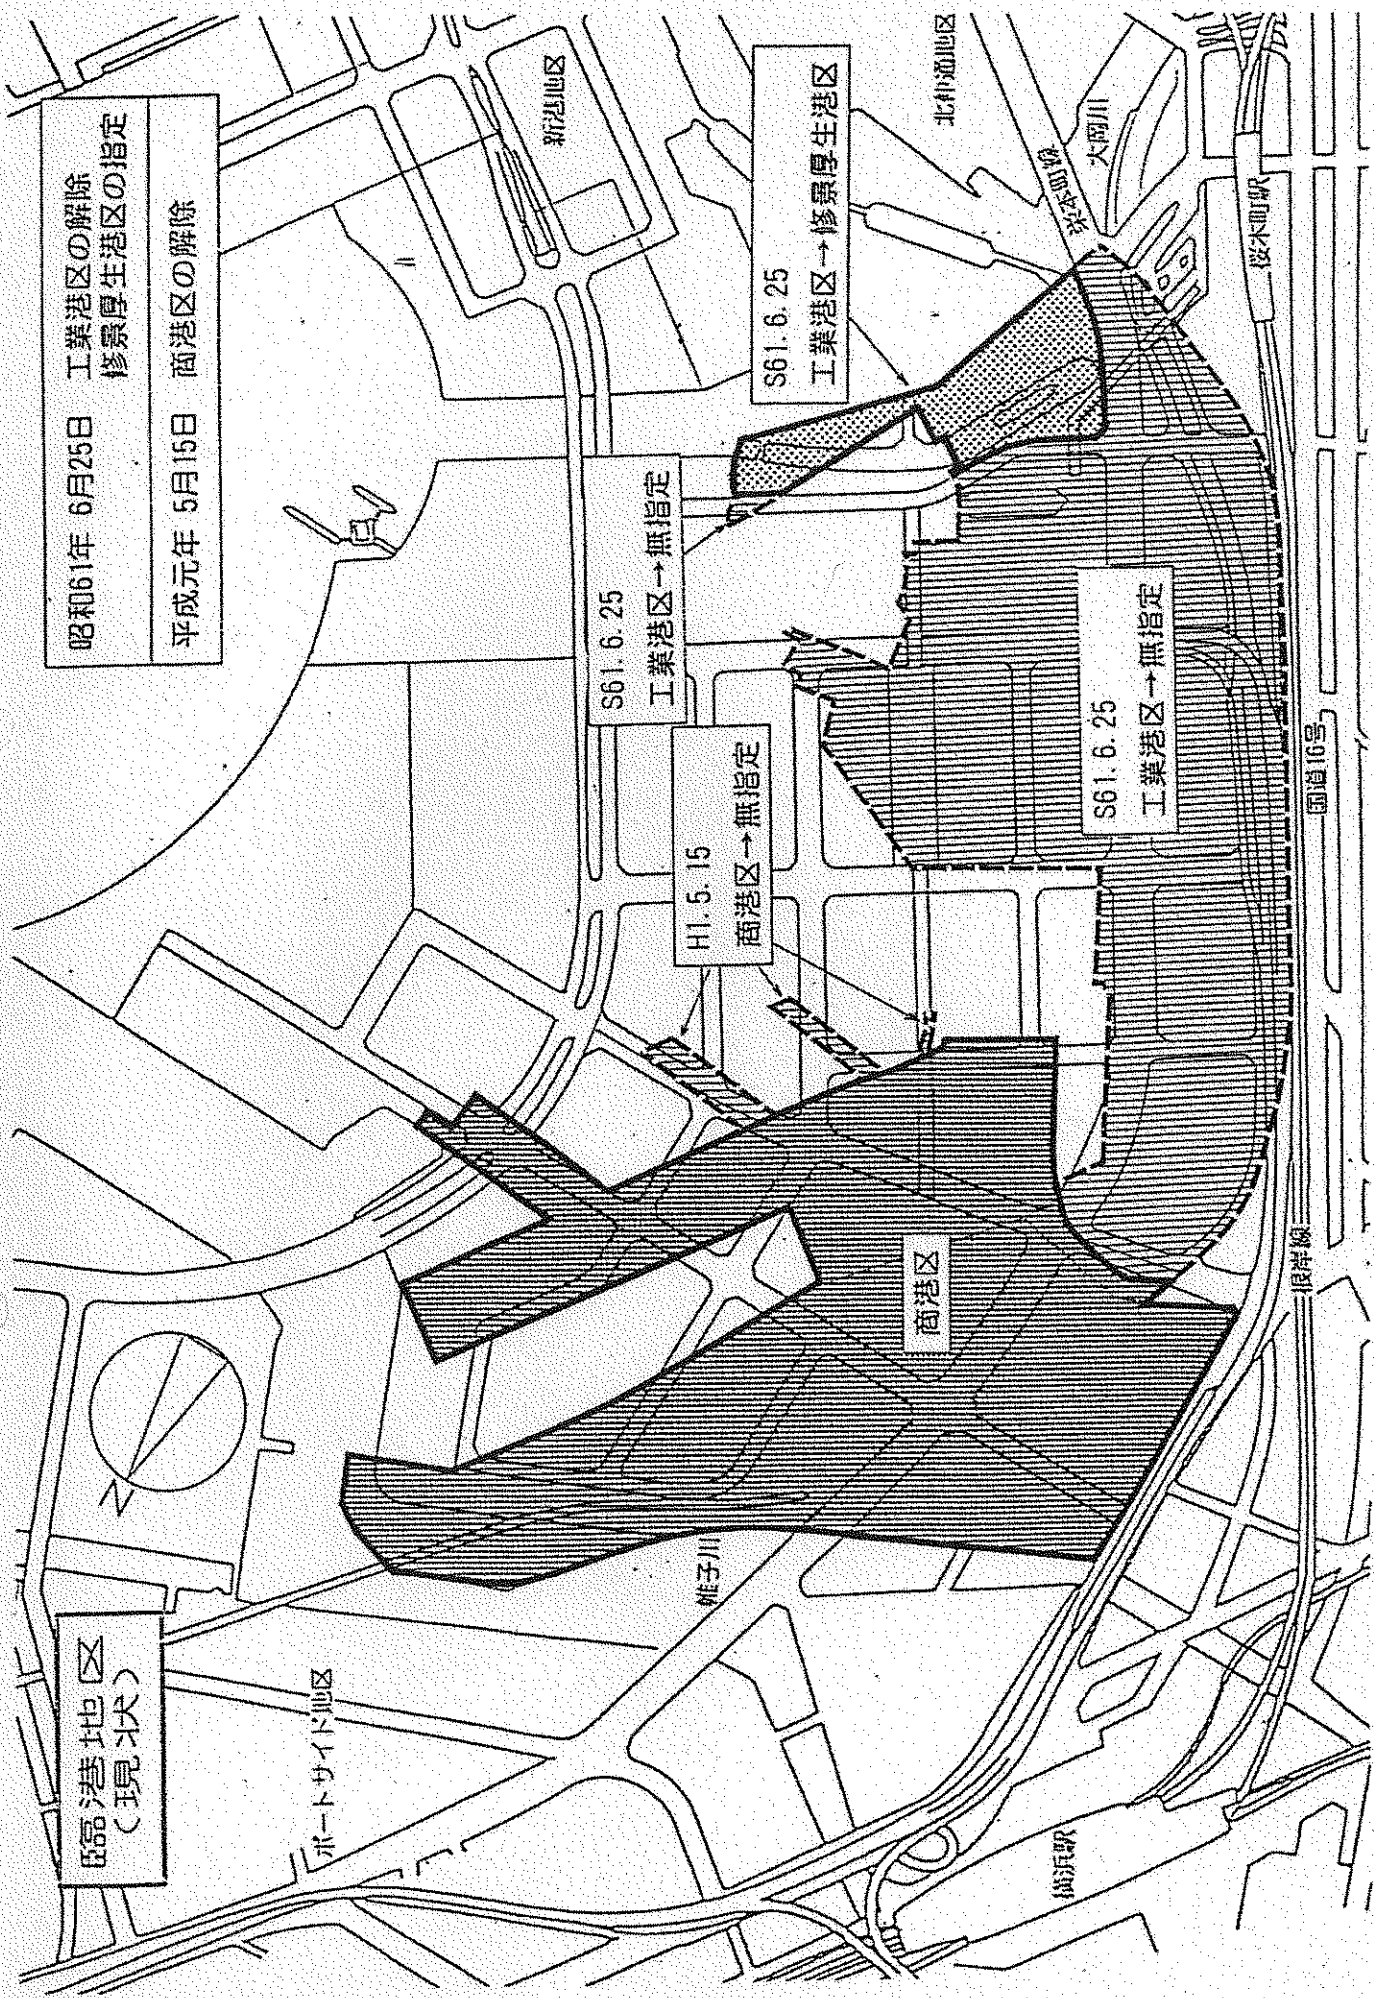 臨港地区
(現状)
昭和61年 6月25日 工業港区の解除
修景厚生港区の指定
平成元年 5月15日 商港区の解除
ポートサイド地区
新港地区
S61.6.25
工業港区→無指定
H1.5.15
商港区→無指定
S61.6.25
工業港区→修景厚生港区
帷子川
北仲通地区
商港区
栄本町線
大岡川
S61.6.25
工業港区→無指定
横浜駅
桜木町駅
根岸線
国道16号
N